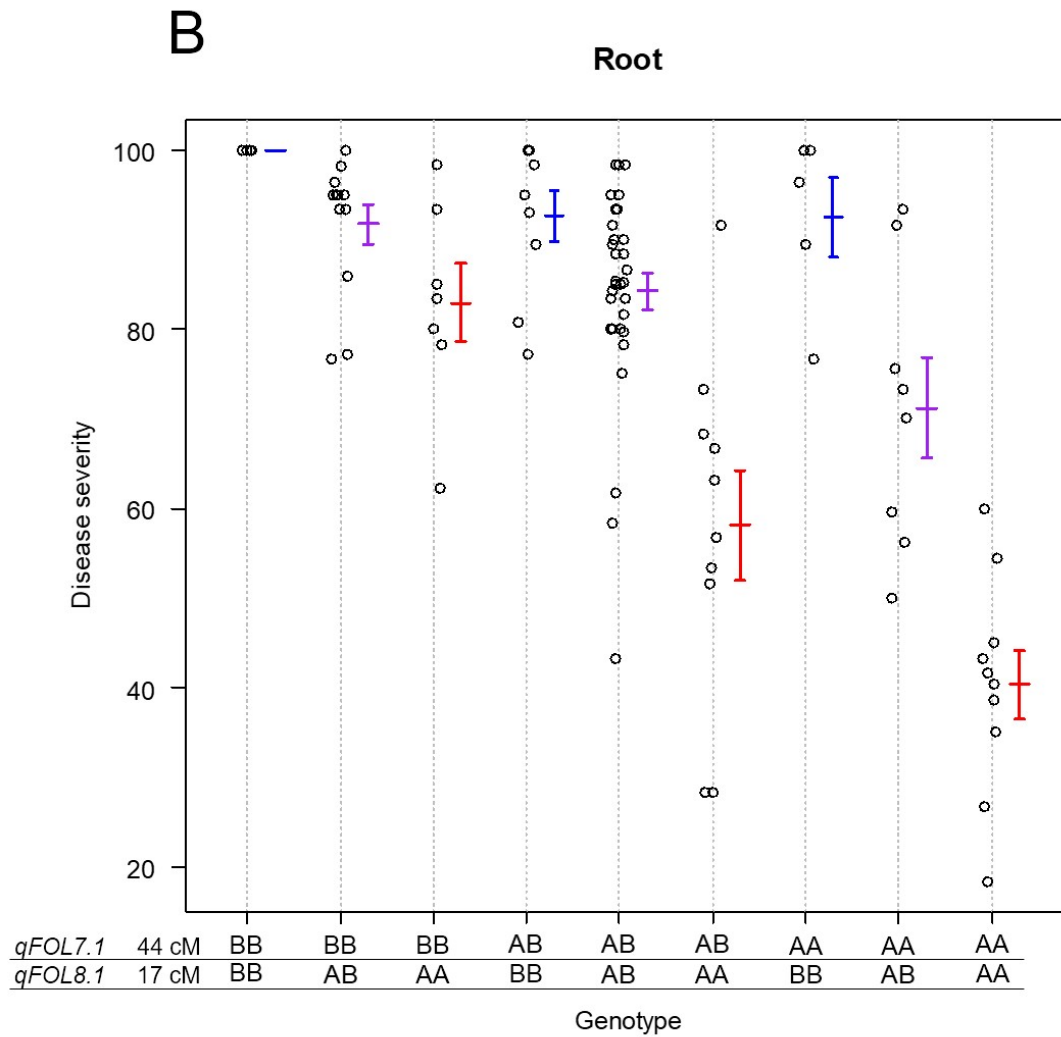 B
Root
100
80
60
40
20
Disease severity
qFOL7.1 44 cM BB BB BB AB AB AB AA AA AA
qFOL8.1 17 cM BB AB AA BB AB AA BB AB AA
Genotype